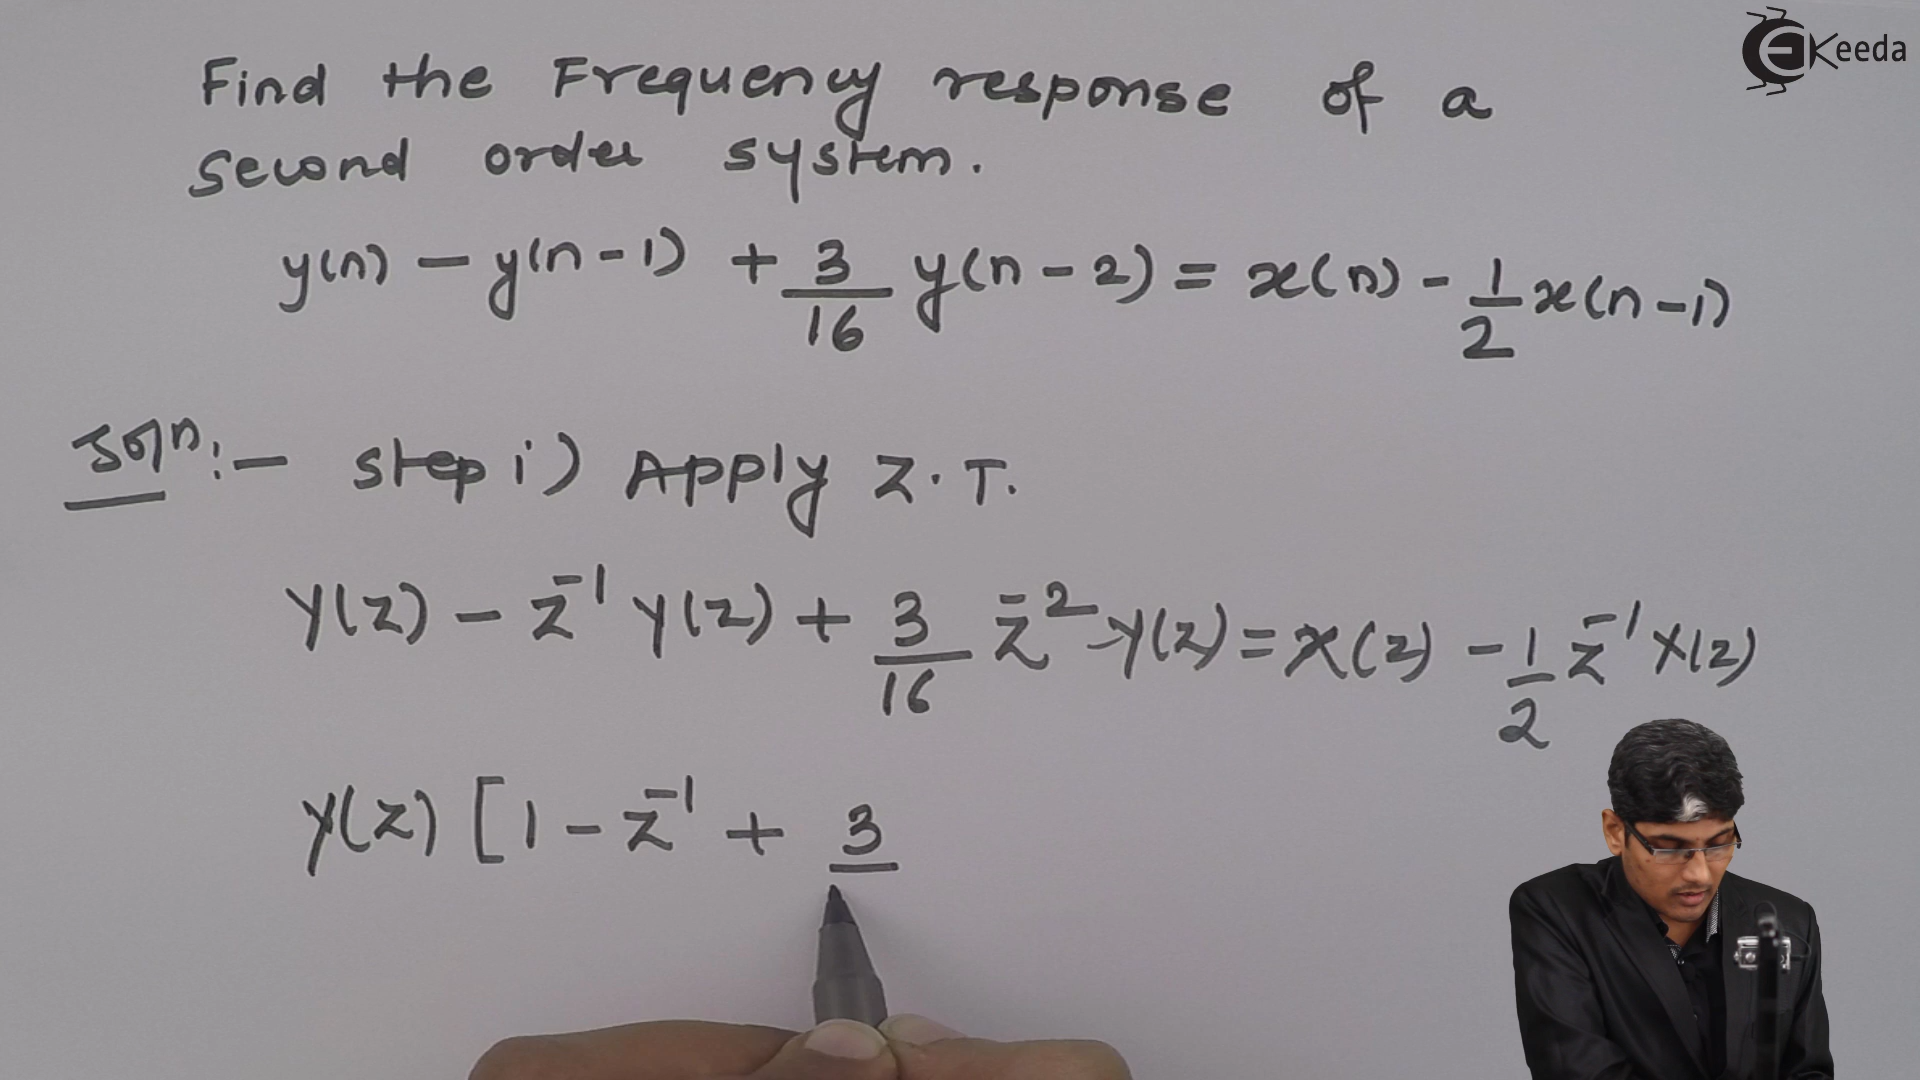 Keeda
Find the Frequency response of a
second order system.
y(n) - y(n-1) + 3/16 y(n-2) = x(n) - 1/2 x(n-1)
Solⁿ:- step i) Apply Z.T.
Y(z) - z⁻¹ Y(z) + 3/16 z⁻² Y(z) = X(z) - 1/2 z⁻¹ X(z)
Y(z) [1 - z⁻¹ + 3